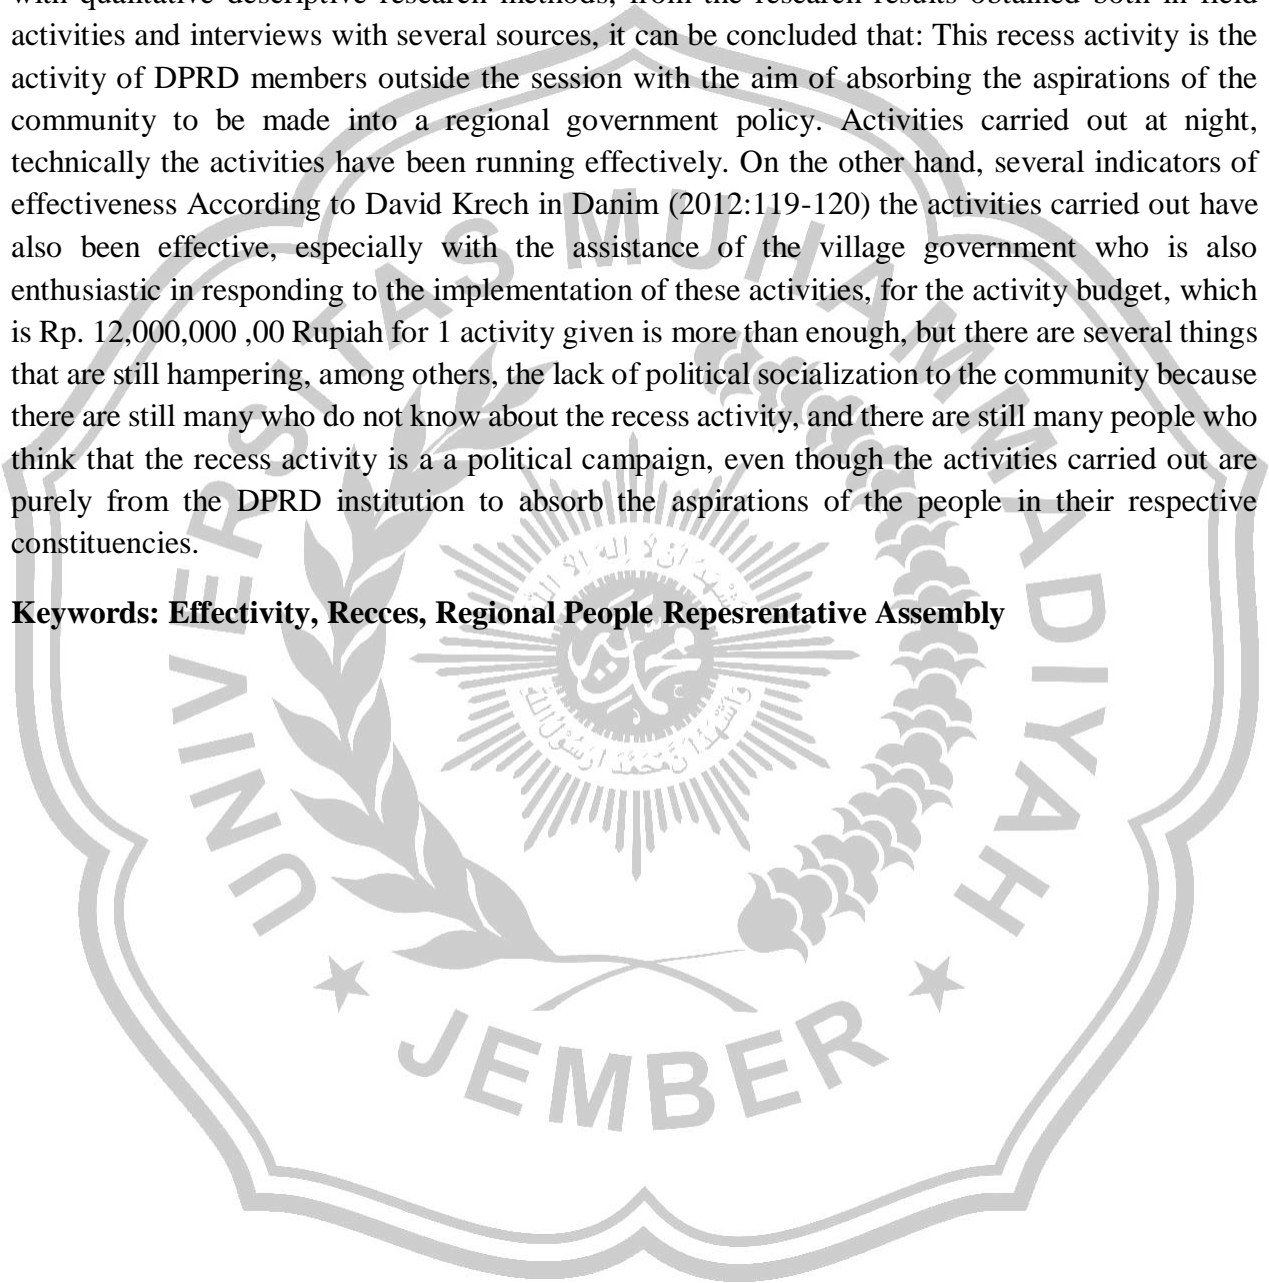 with qualitative descriptive research methods, from the research results obtained both in field
activities and interviews with several sources, it can be concluded that: This recess activity is the
activity of DPRD members outside the session with the aim of absorbing the aspirations of the
community to be made into a regional government policy. Activities carried out at night,
technically the activities have been running effectively. On the other hand, several indicators of
effectiveness According to David Krech in Danim (2012:119-120) the activities carried out have
also been effective, especially with the assistance of the village government who is also
enthusiastic in responding to the implementation of these activities, for the activity budget, which
is Rp. 12,000,000 ,00 Rupiah for 1 activity given is more than enough, but there are several things
that are still hampering, among others, the lack of political socialization to the community because
there are still many who do not know about the recess activity, and there are still many people who
think that the recess activity is a a political campaign, even though the activities carried out are
purely from the DPRD institution to absorb the aspirations of the people in their respective
constituencies.
Keywords: Effectivity, Recces, Regional People Repesrentative Assembly
UNIVERSITAS MUHAMMADIYAH
JEMBER